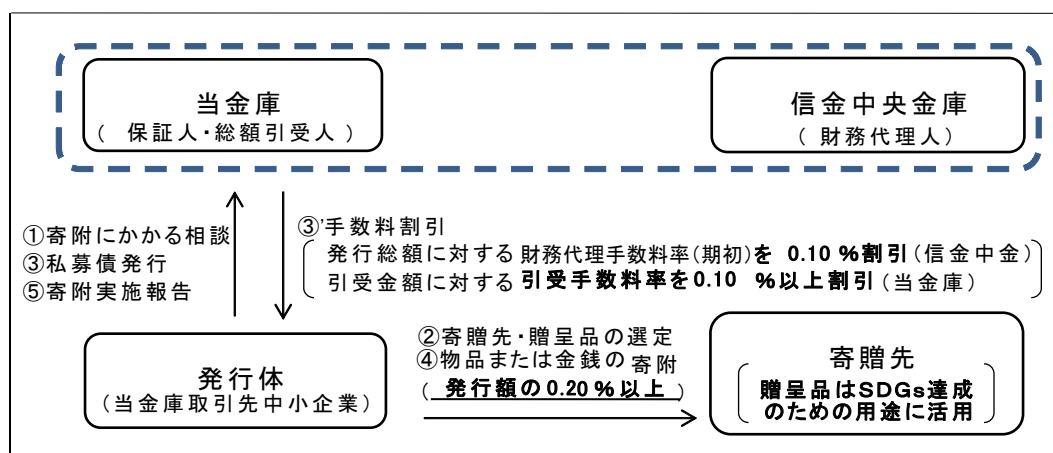 当金庫
（保証人・総額引受人）
信金中央金庫
（財務代理人）
①寄附にかかる相談
③私募債発行
⑤寄附実施報告
③’手数料割引
発行総額に対する財務代理手数料率（期初）を 0.10％割引（信金中金）
引受金額に対する引受手数料率を0.10 ％以上割引（当金庫）
発行体
（当金庫取引先中小企業）
②寄贈先・贈呈品の選定
④物品または金銭の寄附
（発行額の0.20％以上）
寄贈先
贈呈品はSDGs達成
のための用途に活用